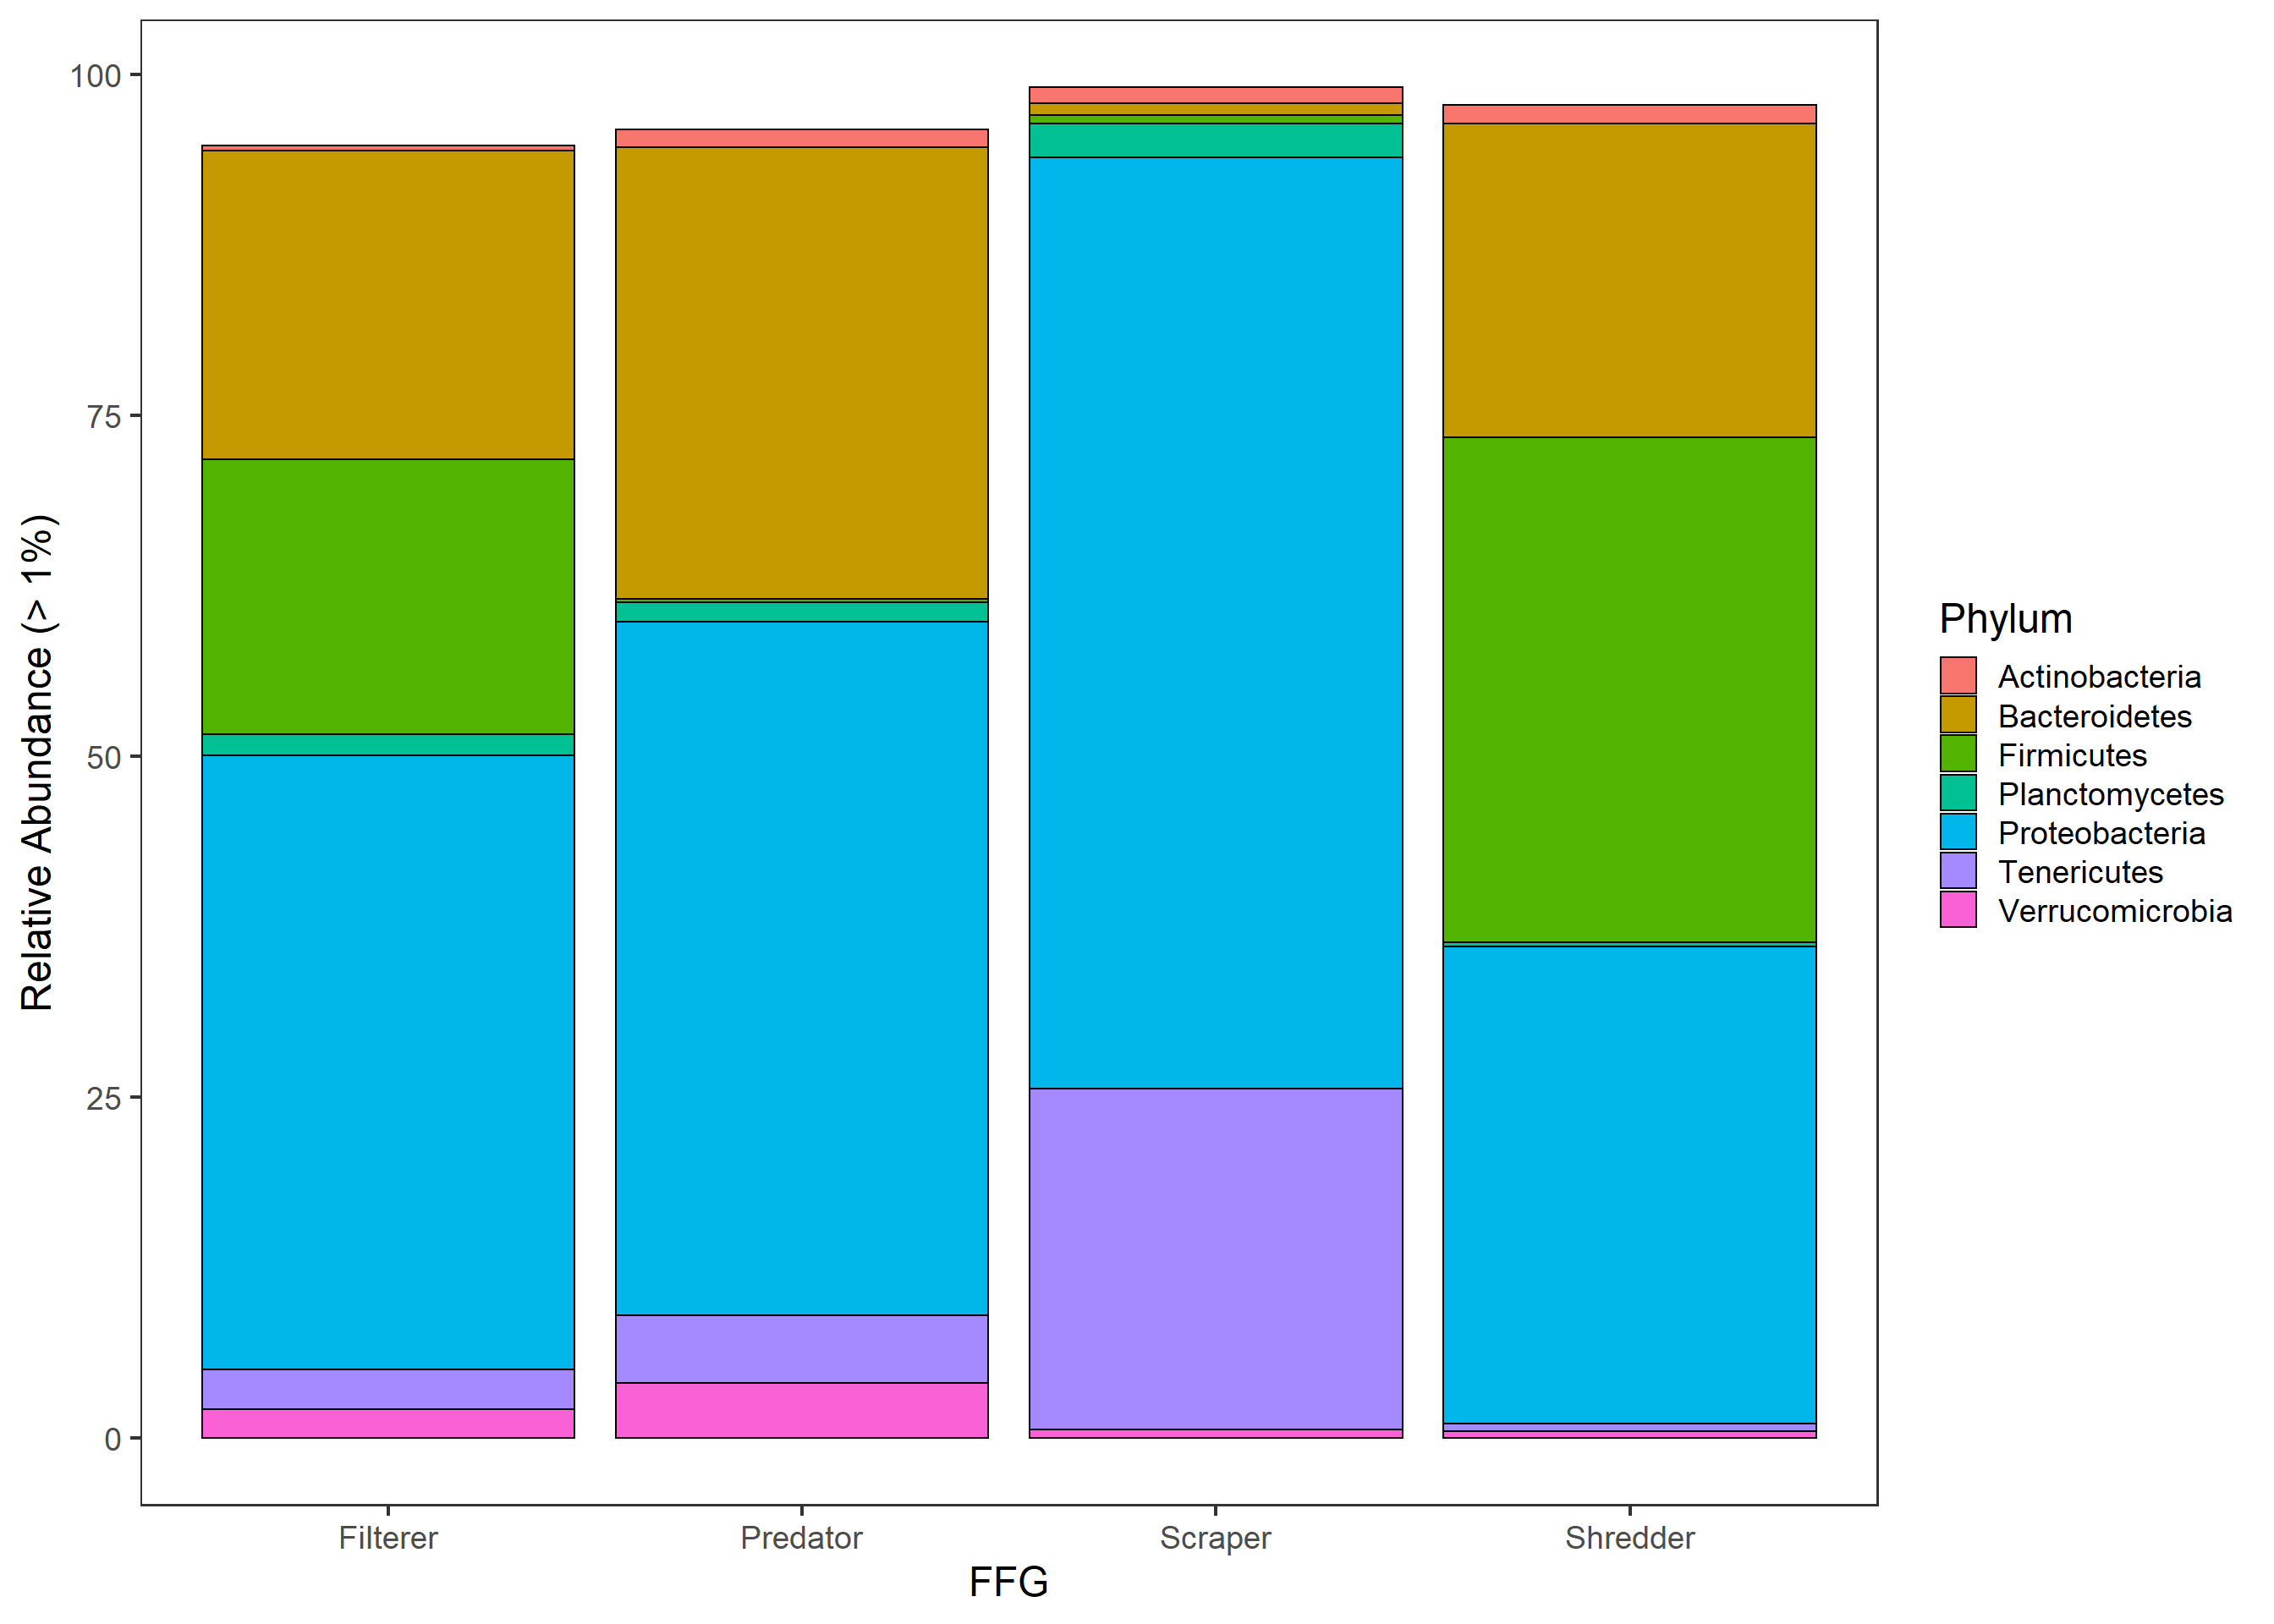 Relative Abundance (> 1%)
100
75
50
25
0
Filterer
Predator
Scraper
Shredder
FFG
Phylum
Actinobacteria
Bacteroidetes
Firmicutes
Planctomycetes
Proteobacteria
Tenericutes
Verrucomicrobia